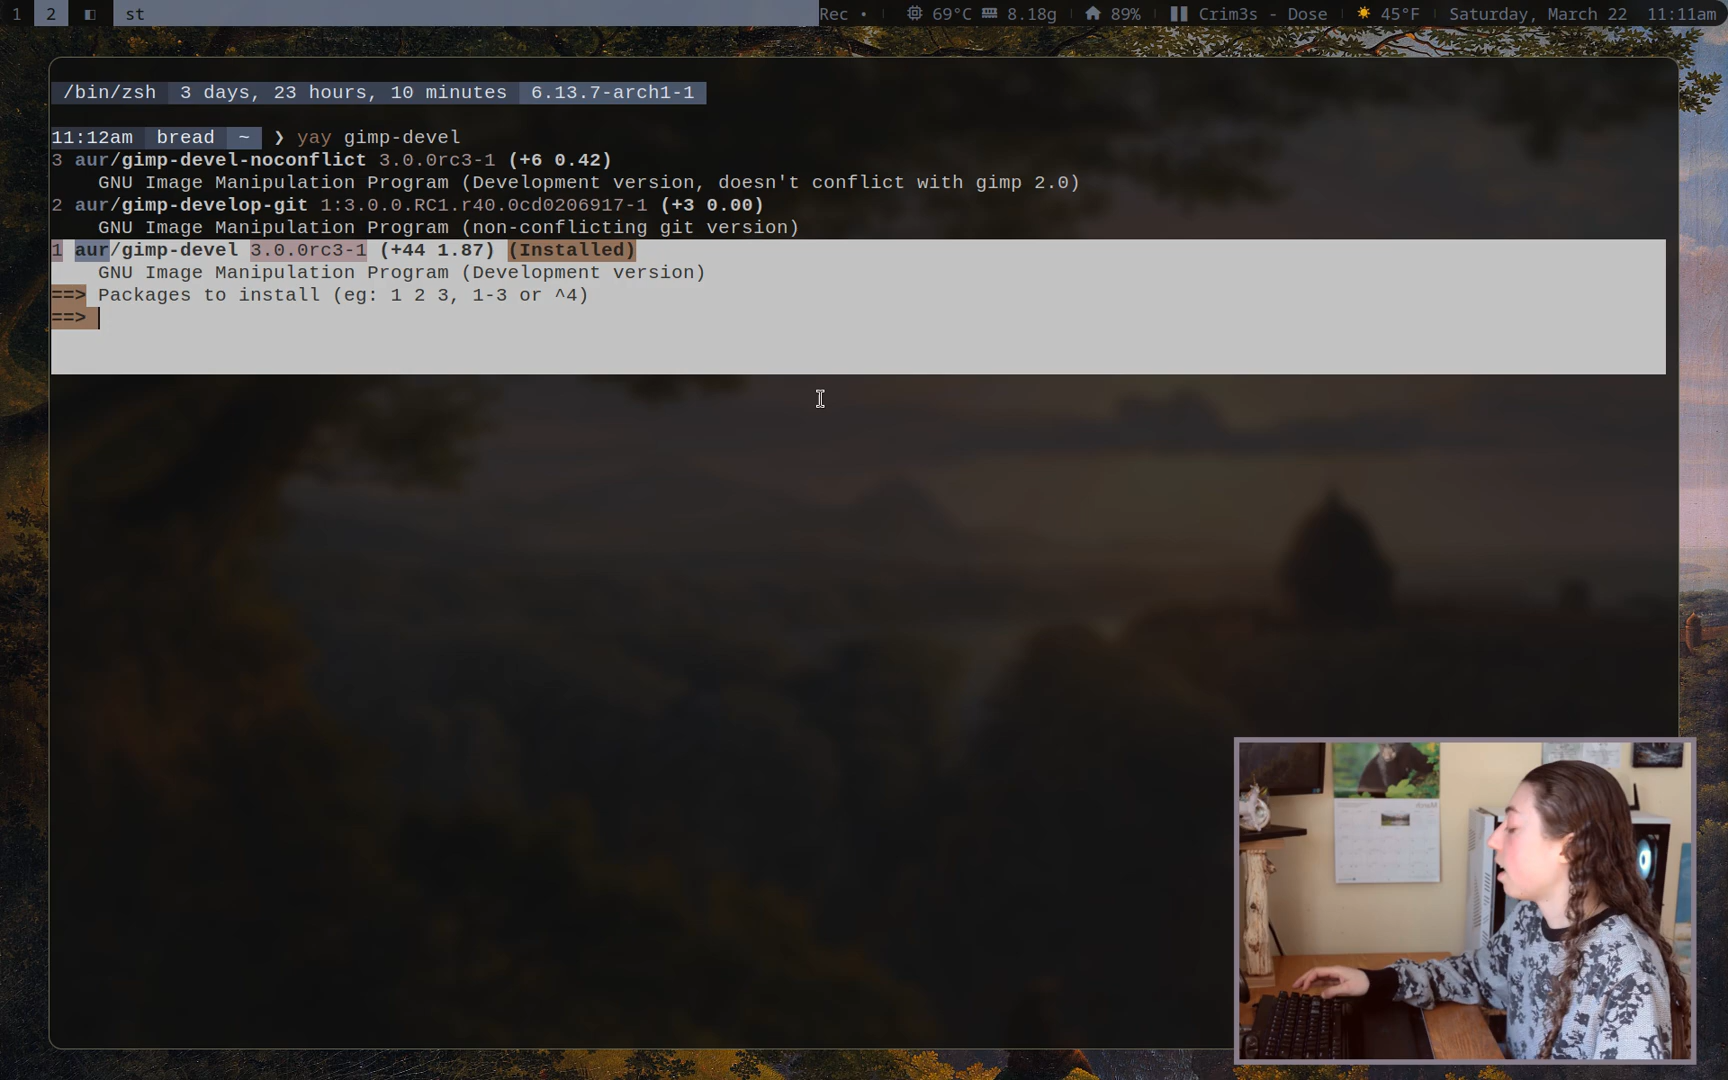 1 2 st Rec • 69°C 8.18g 89% Crim3s - Dose 45°F Saturday, March 22 11:11am
/bin/zsh 3 days, 23 hours, 10 minutes 6.13.7-arch1-1
11:12am bread ~ ❯ yay gimp-devel
3 aur/gimp-devel-noconflict 3.0.0rc3-1 (+6 0.42)
GNU Image Manipulation Program (Development version, doesn't conflict with gimp 2.0)
2 aur/gimp-develop-git 1:3.0.0.RC1.r40.0cd0206917-1 (+3 0.00)
GNU Image Manipulation Program (non-conflicting git version)
1 aur/gimp-devel 3.0.0rc3-1 (+44 1.87) (Installed)
GNU Image Manipulation Program (Development version)
==> Packages to install (eg: 1 2 3, 1-3 or ^4)
==>